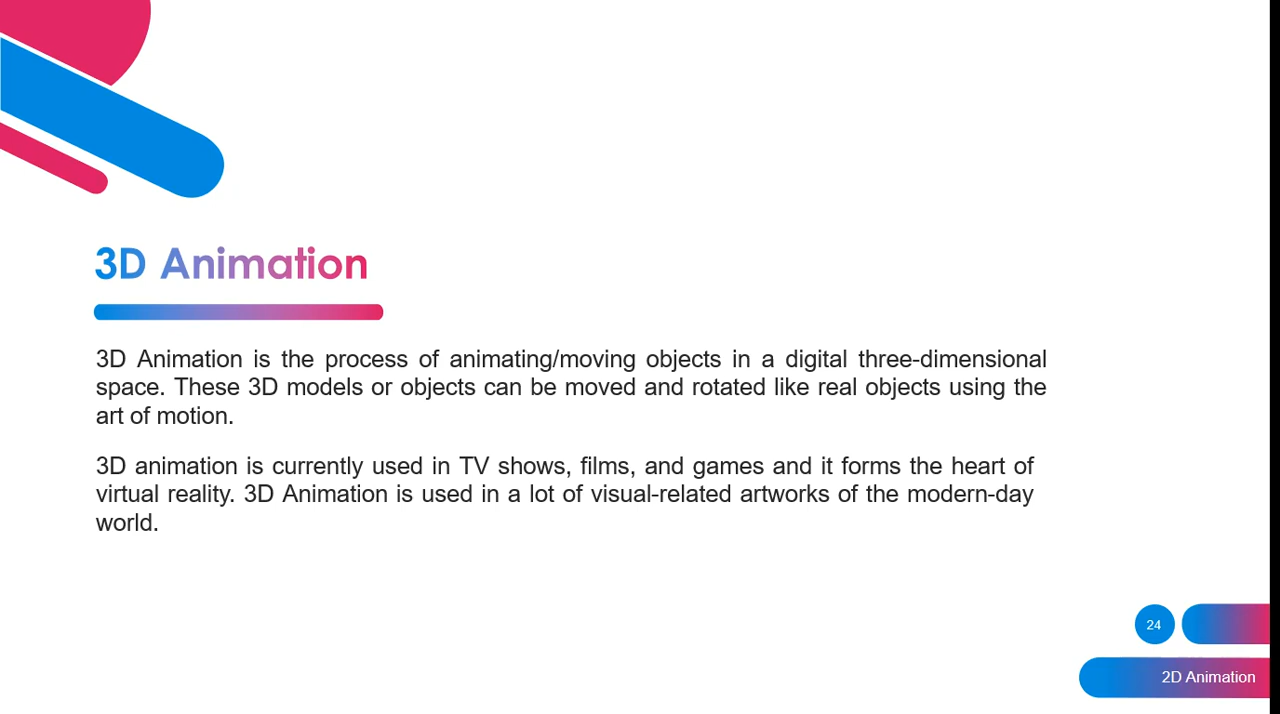 3D Animation
3D Animation is the process of animating/moving objects in a digital three-dimensional
space. These 3D models or objects can be moved and rotated like real objects using the
art of motion.
3D animation is currently used in TV shows, films, and games and it forms the heart of
virtual reality. 3D Animation is used in a lot of visual-related artworks of the modern-day
world.
24
2D Animation